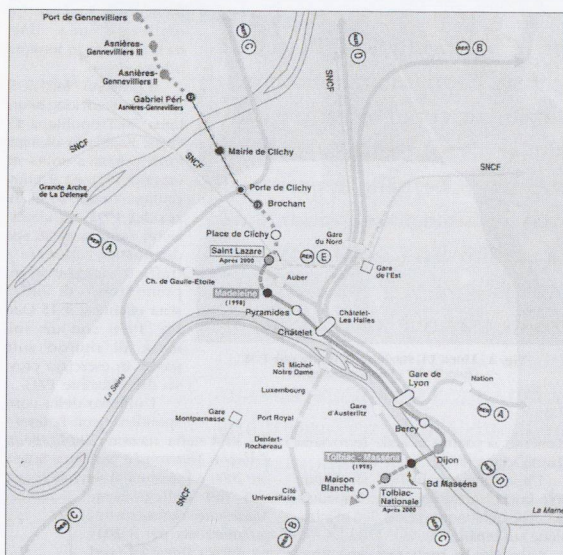 Port de Gennevilliers
Asnières-
Gennevilliers III
Asnières-
Gennevilliers II
Gabriel Péri-
Asnières-Gennevilliers
RER C
RER D
RER B
SNCF
SNCF
SNCF
SNCF
Mairie de Clichy
Porte de Clichy
Brochant
Grande Arche
de La Défense
RER A
Place de Clichy
Saint Lazare
Après 2000
RER E
Gare
du Nord
Gare
de l'Est
Ch. de Gaulle-Etoile
Auber
Madeleine
(1998)
Pyramides
Châtelet-
Les Halles
Châtelet
La Seine
St Michel-
Notre Dame
Luxembourg
Gare de
Lyon
Nation
RER A
Gare
Montparnasse
Port Royal
Gare
d'Austerlitz
Bercy
Denfert-
Rochereau
Tolbiac - Masséna
(1998)
Dijon
RER D
Maison
Blanche
Tolbiac-
Nationale
Après 2000
Bd Masséna
Cité
Universitaire
SNCF
La Marne
RER C
RER B
RER C